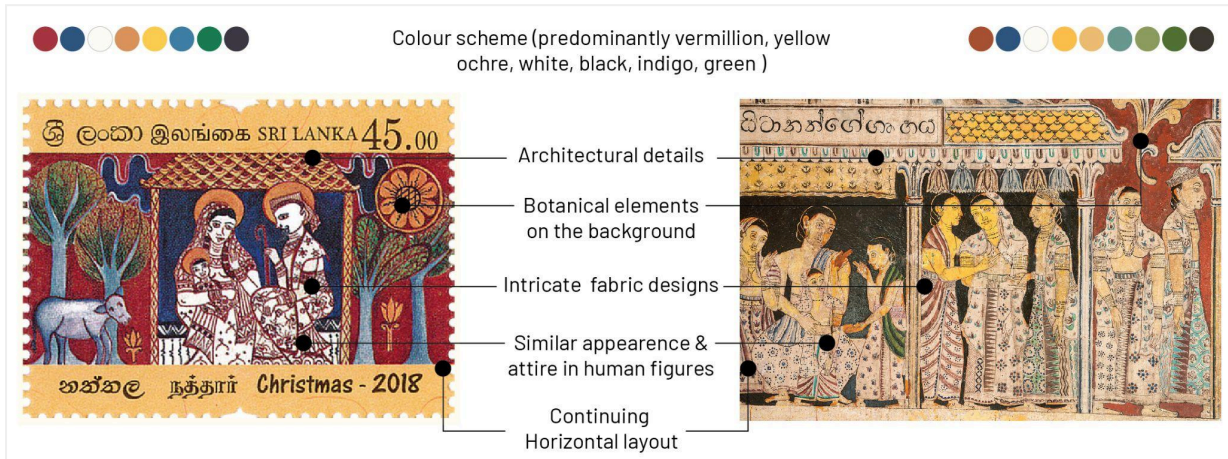 Colour scheme (predominantly vermillion, yellow
ochre, white, black, indigo, green )
ශ්‍රී ලංකා இலங்கை SRI LANKA 45.00
Architectural details
Botanical elements
on the background
Intricate fabric designs
Similar appearence &
attire in human figures
නත්තල நத்தார் Christmas - 2018
Continuing
Horizontal layout